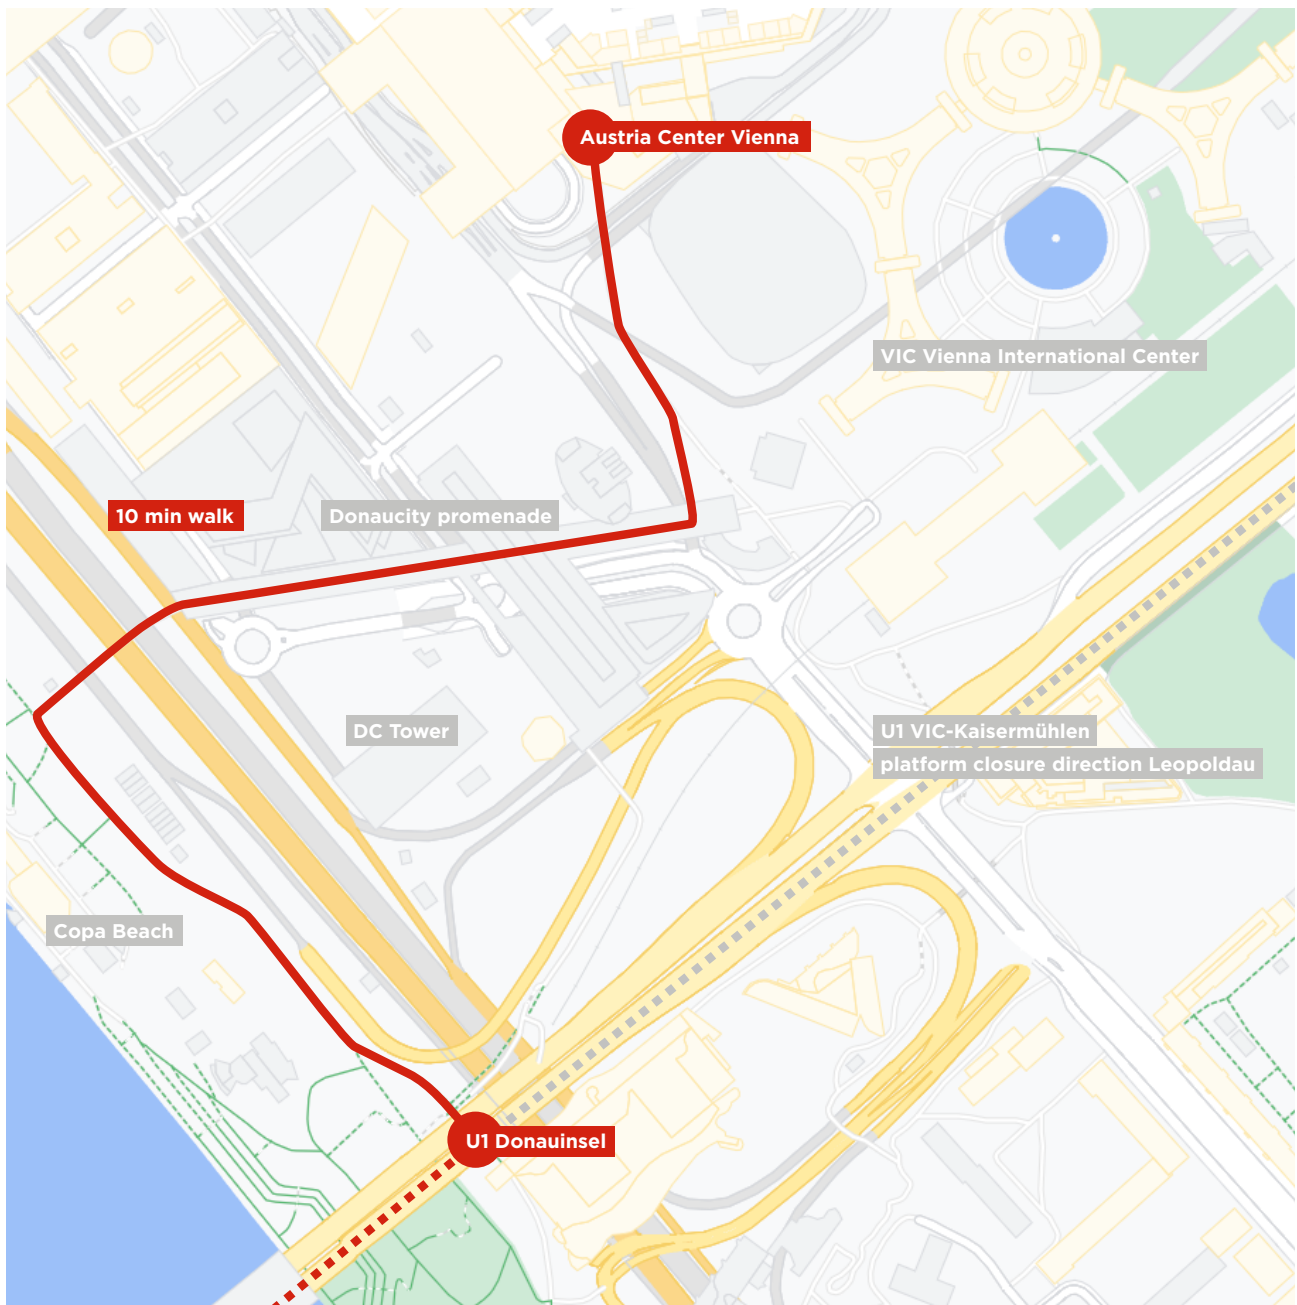 Austria Center Vienna
VIC Vienna International Center
10 min walk
Donaucity promenade
DC Tower
U1 VIC-Kaisermühlen
platform closure direction Leopoldau
Copa Beach
U1 Donauinsel